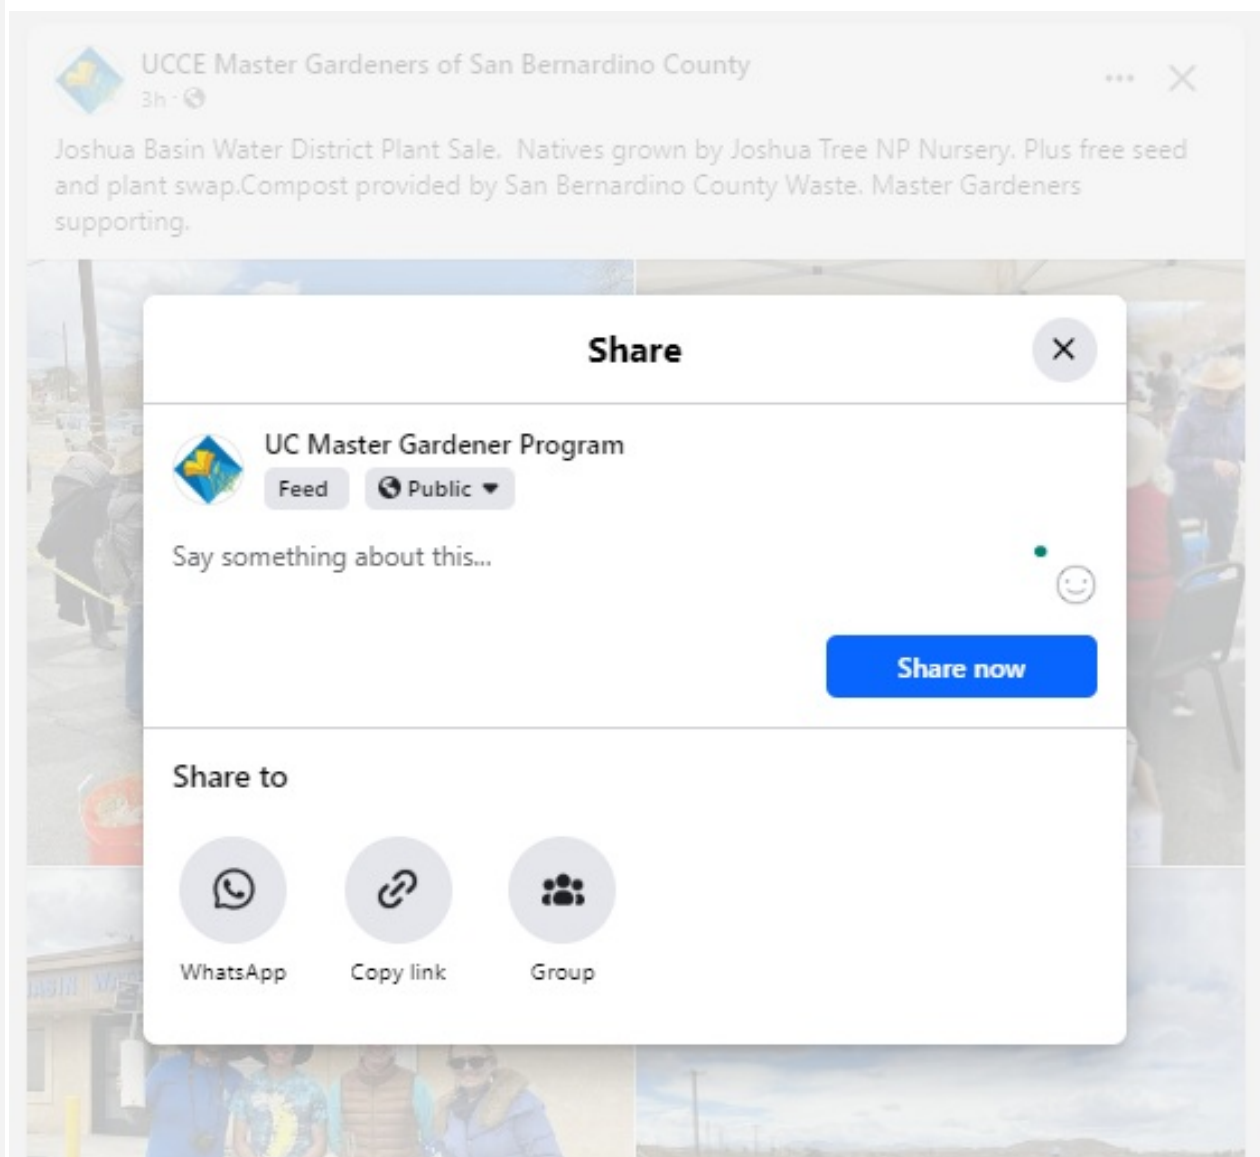 UCCE Master Gardeners of San Bernardino County
3h ·
Joshua Basin Water District Plant Sale.  Natives grown by Joshua Tree NP Nursery. Plus free seed
and plant swap.Compost provided by San Bernardino County Waste. Master Gardeners
supporting.
Share
UC Master Gardener Program
Feed
Public
Say something about this...
Share now
Share to
WhatsApp
Copy link
Group